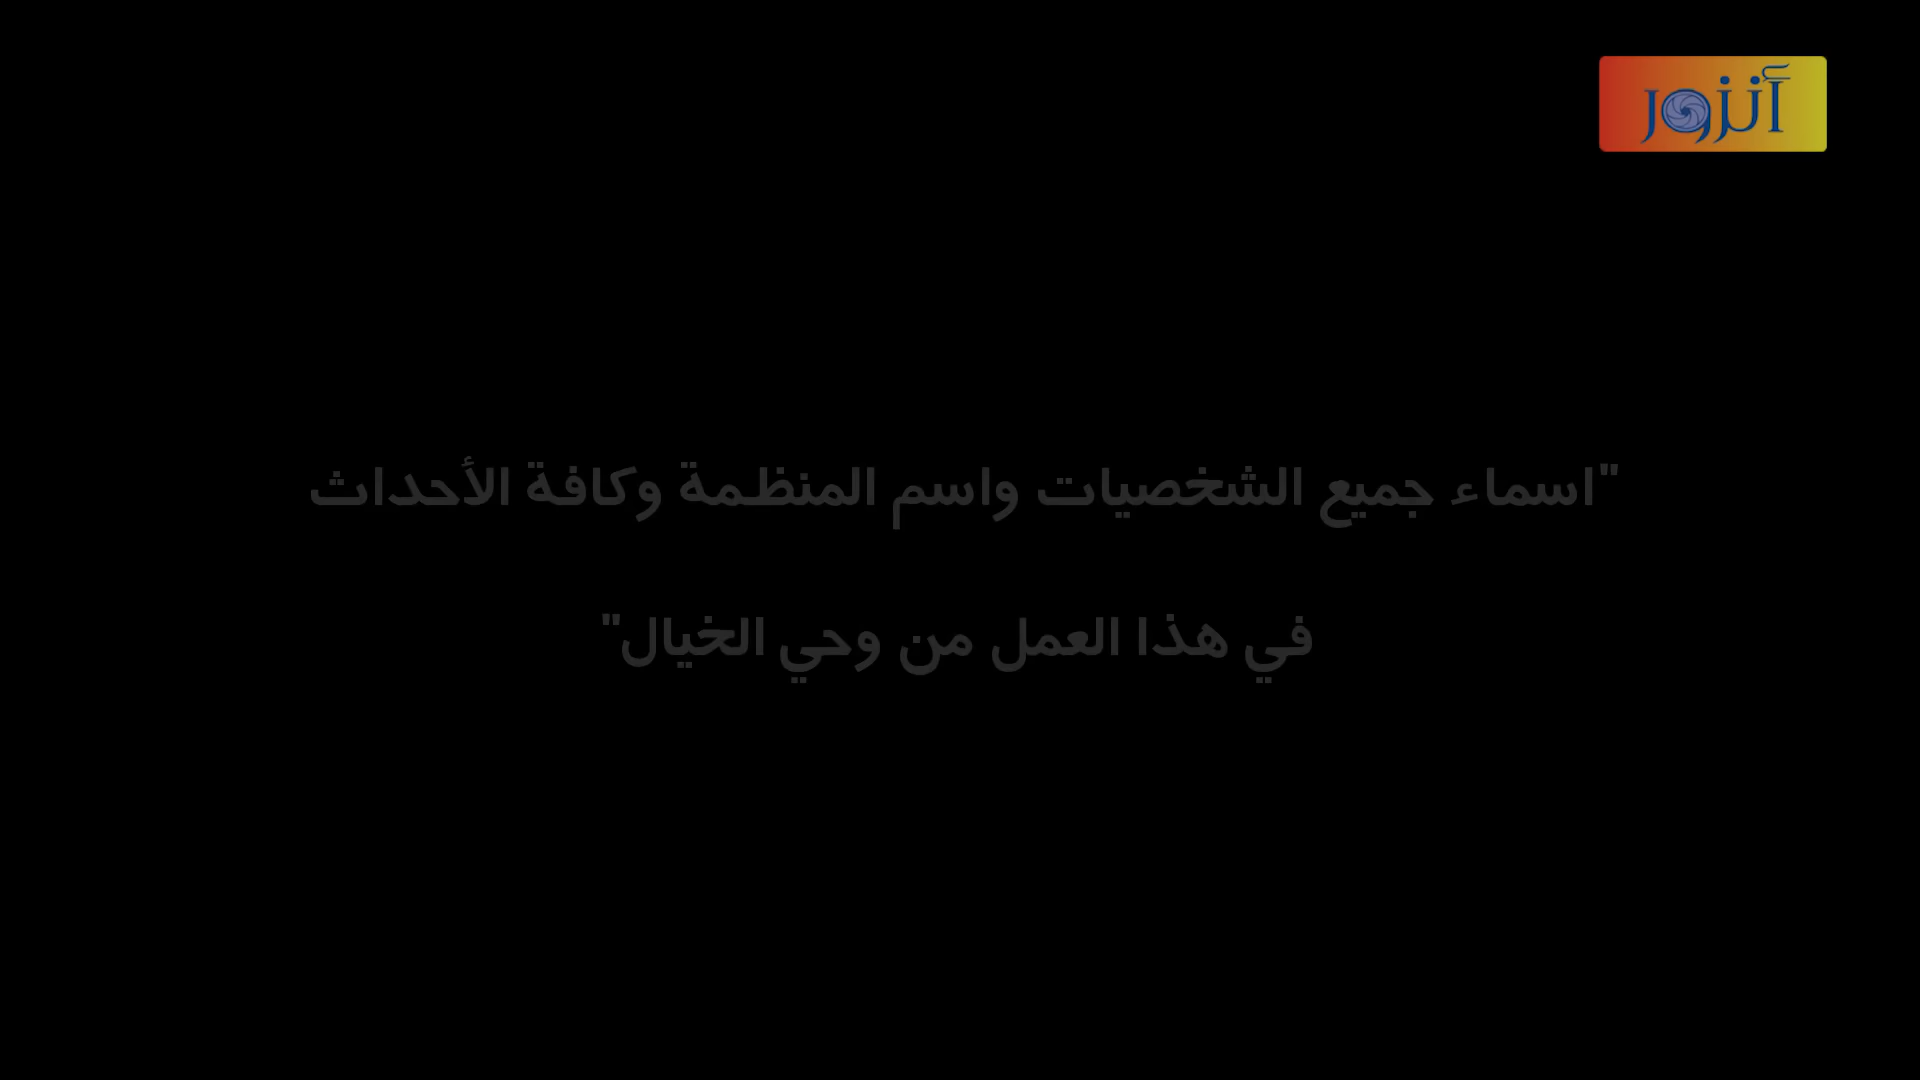 أنزور
"اسماء جميع الشخصيات واسم المنظمة وكافة الأحداث
في هذا العمل من وحي الخيال"